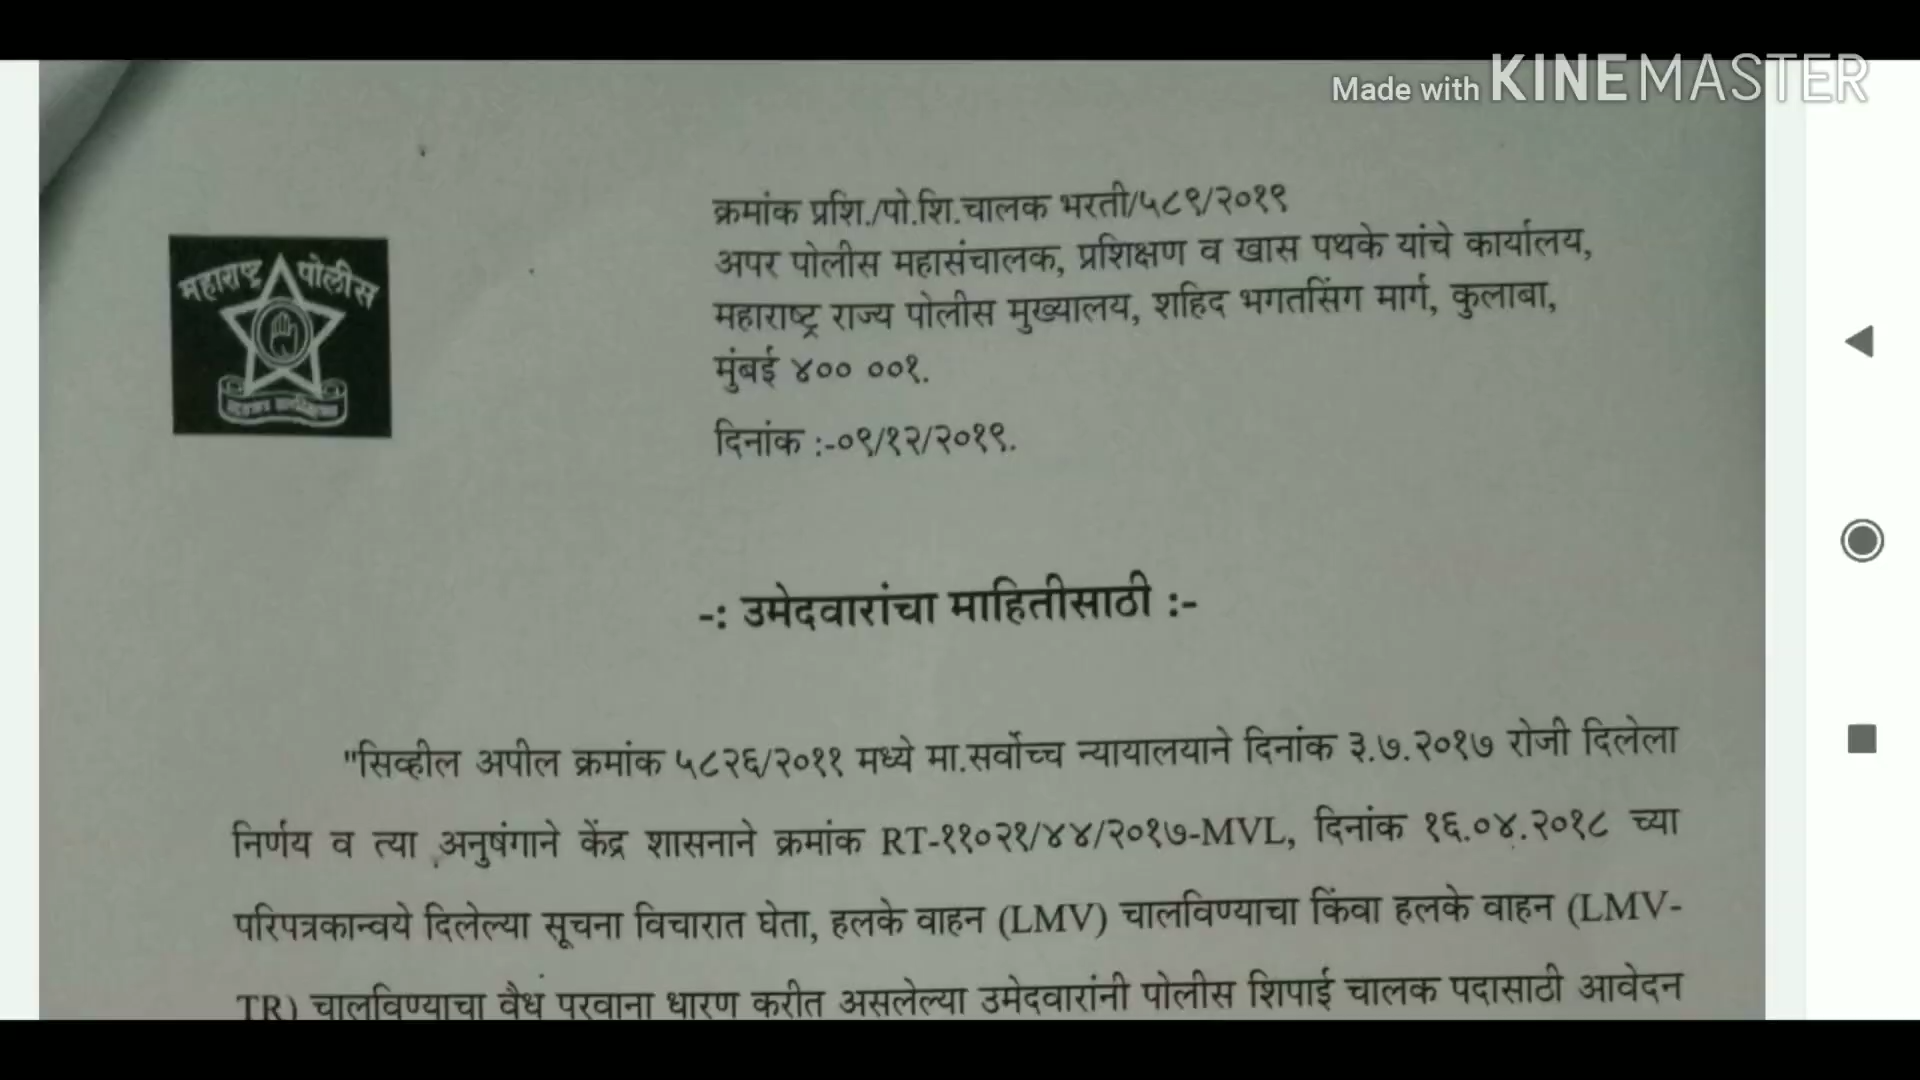 Made with KINEMASTER
महाराष्ट्र पोलीस
क्रमांक प्रशि./पो.शि.चालक भरती/५८९/२०१९
अपर पोलीस महासंचालक, प्रशिक्षण व खास पथके यांचे कार्यालय,
महाराष्ट्र राज्य पोलीस मुख्यालय, शहिद भगतसिंग मार्ग, कुलाबा,
मुंबई ४०० ००१.
दिनांक :-०९/१२/२०१९.
-: उमेदवारांचा माहितीसाठी :-
"सिव्हील अपील क्रमांक ५८२६/२०११ मध्ये मा.सर्वोच्च न्यायालयाने दिनांक ३.७.२०१७ रोजी दिलेला
निर्णय व त्या अनुषंगाने केंद्र शासनाने क्रमांक RT-११०२१/४४/२०१७-MVL, दिनांक १६.०४.२०१८ च्या
परिपत्रकान्वये दिलेल्या सूचना विचारात घेता, हलके वाहन (LMV) चालविण्याचा किंवा हलके वाहन (LMV-
TR) चालविण्याचा वैध परवाना धारण करीत असलेल्या उमेदवारांनी पोलीस शिपाई चालक पदासाठी आवेदन